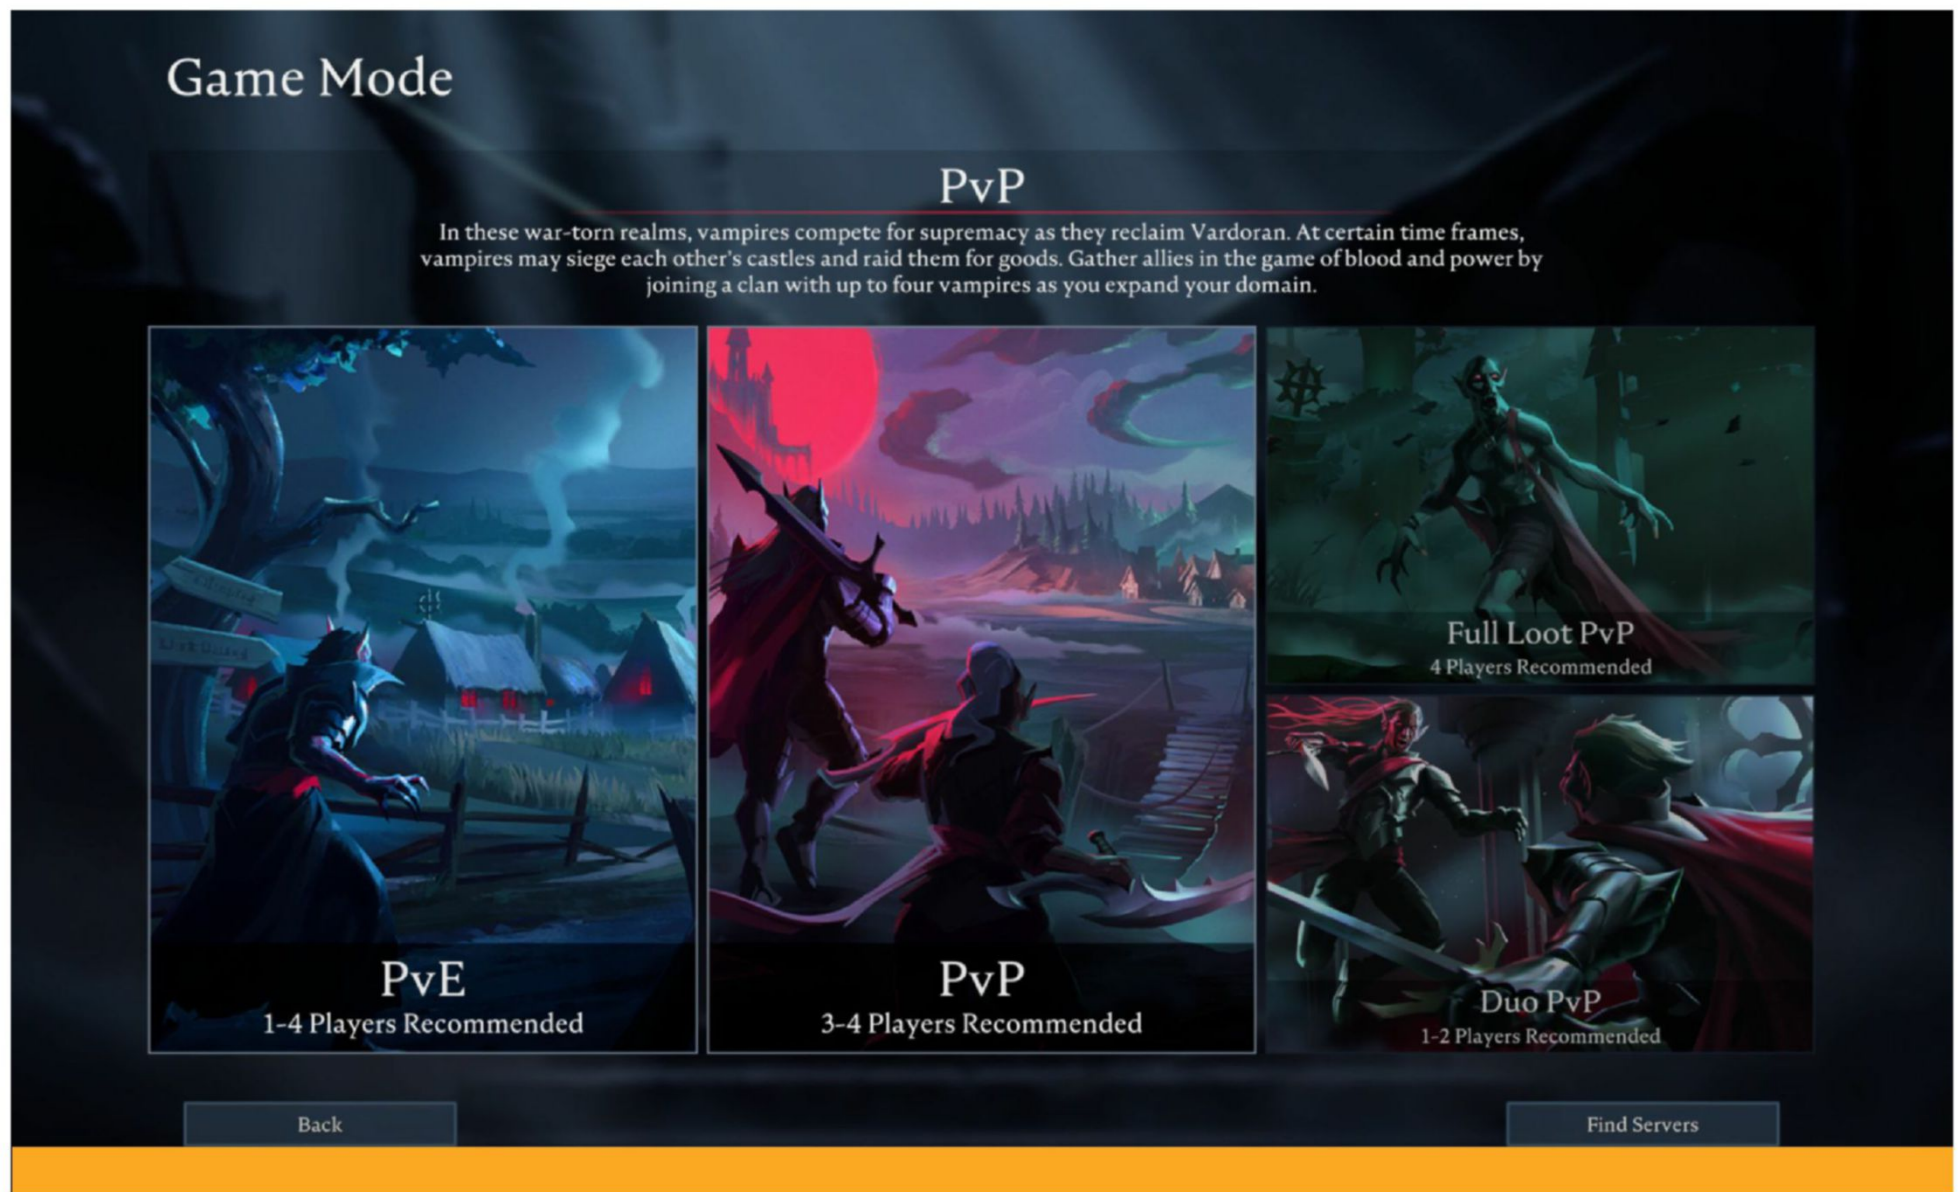 Game Mode
PvP
In these war-torn realms, vampires compete for supremacy as they reclaim Vardoran. At certain time frames,
vampires may siege each other's castles and raid them for goods. Gather allies in the game of blood and power by
joining a clan with up to four vampires as you expand your domain.
PvE
1-4 Players Recommended
PvP
3-4 Players Recommended
Full Loot PvP
4 Players Recommended
Duo PvP
1-2 Players Recommended
Back
Find Servers